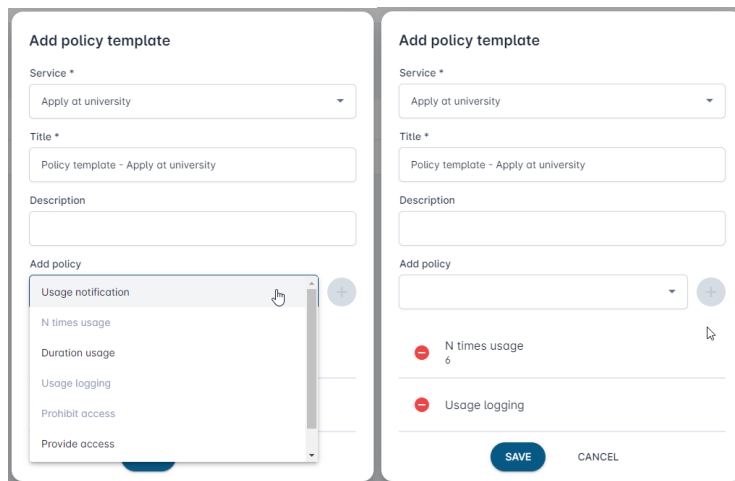 Add policy template
Service *
Apply at university
Title *
Policy template - Apply at university
Description
Add policy
Usage notification
N times usage
Duration usage
Usage logging
Prohibit access
Provide access
Add policy template
Service *
Apply at university
Title *
Policy template - Apply at university
Description
Add policy
N times usage
6
Usage logging
SAVE
CANCEL